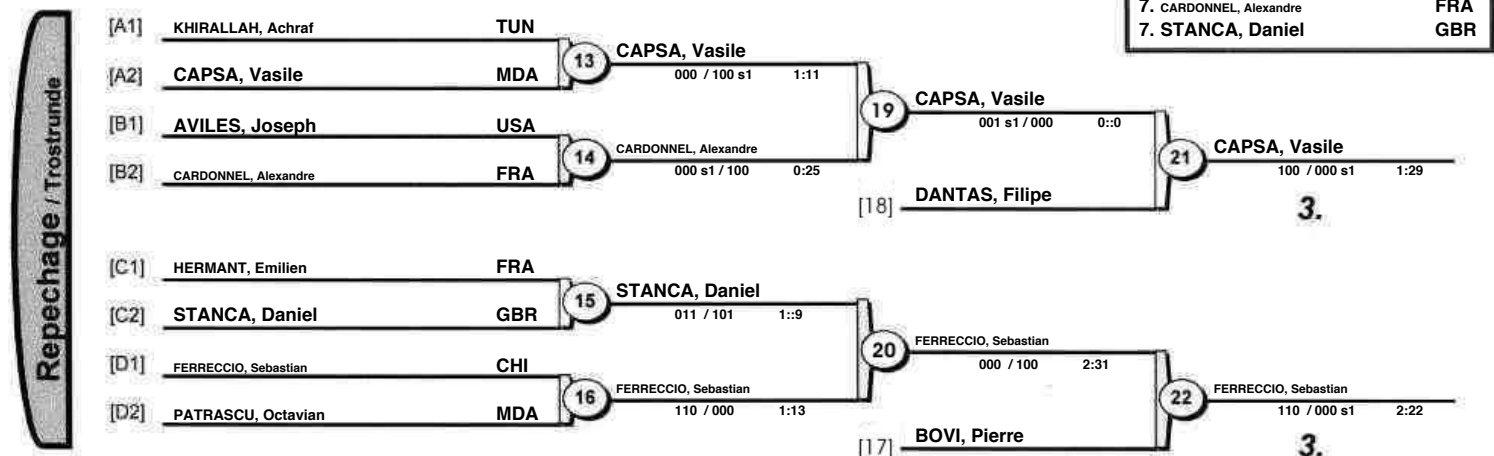 7. CARDONNEL, Alexandre FRA
7. STANCA, Daniel GBR
Repechage / Trostrunde
[A1] KHIRALLAH, Achraf TUN
[A2] CAPSA, Vasile MDA
13 CAPSA, Vasile
000 / 100 s1 1:11
[B1] AVILES, Joseph USA
[B2] CARDONNEL, Alexandre FRA
14 CARDONNEL, Alexandre
000 s1 / 100 0:25
19 CAPSA, Vasile
001 s1 / 000 0::0
[18] DANTAS, Filipe
21 CAPSA, Vasile
100 / 000 s1 1:29
3.
[C1] HERMANT, Emilien FRA
[C2] STANCA, Daniel GBR
15 STANCA, Daniel
011 / 101 1::9
[D1] FERRECCIO, Sebastian CHI
[D2] PATRASCU, Octavian MDA
16 FERRECCIO, Sebastian
110 / 000 1:13
20 FERRECCIO, Sebastian
000 / 100 2:31
[17] BOVI, Pierre
22 FERRECCIO, Sebastian
110 / 000 s1 2:22
3.